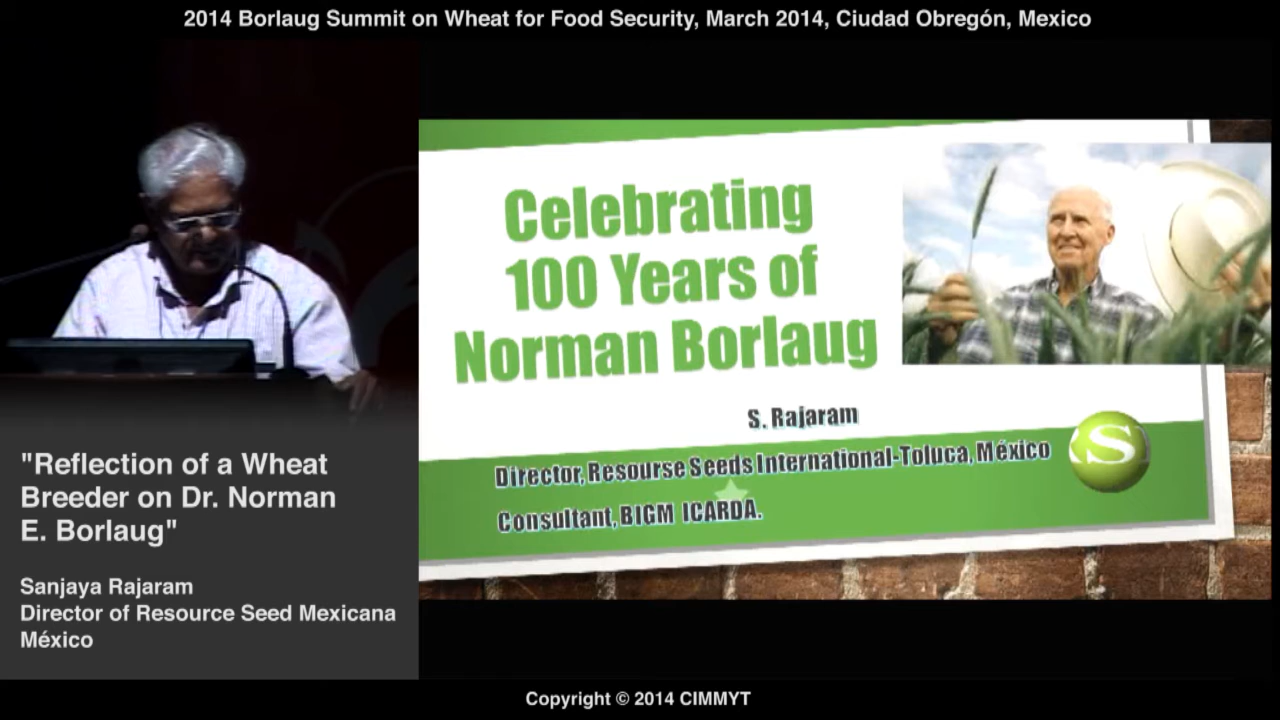 2014 Borlaug Summit on Wheat for Food Security, March 2014, Ciudad Obregón, Mexico
Celebrating
100 Years of
Norman Borlaug
S. Rajaram
Director, Resourse Seeds International-Toluca, México
Consultant, BIGM ICARDA.
S
"Reflection of a Wheat
Breeder on Dr. Norman
E. Borlaug"
Sanjaya Rajaram
Director of Resource Seed Mexicana
México
Copyright © 2014 CIMMYT